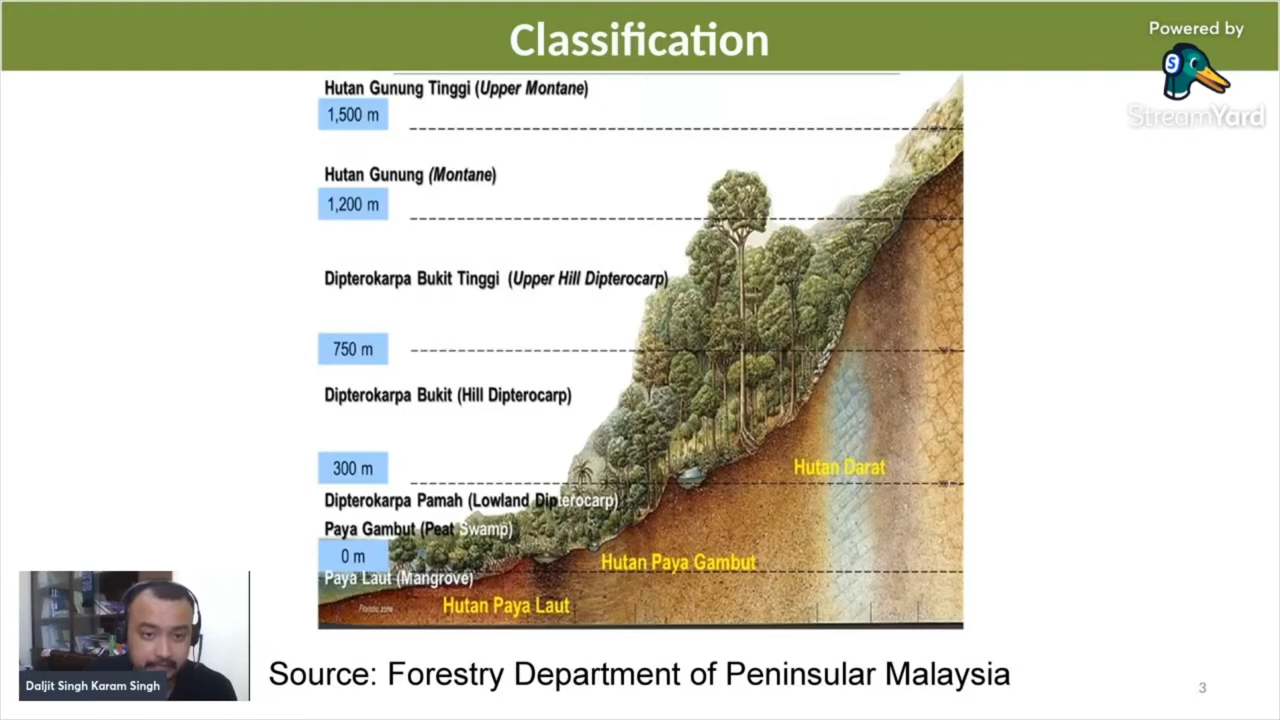 Classification
Powered by
StreamYard
Hutan Gunung Tinggi (Upper Montane)
1,500 m
Hutan Gunung (Montane)
1,200 m
Dipterokarpa Bukit Tinggi (Upper Hill Dipterocarp)
750 m
Dipterokarpa Bukit (Hill Dipterocarp)
Hutan Darat
300 m
Dipterokarpa Pamah (Lowland Dipterocarp)
Paya Gambut (Peat Swamp)
0 m
Hutan Paya Gambut
Paya Laut (Mangrove)
Hutan Paya Laut
Daljit Singh Karam Singh
Source: Forestry Department of Peninsular Malaysia
3